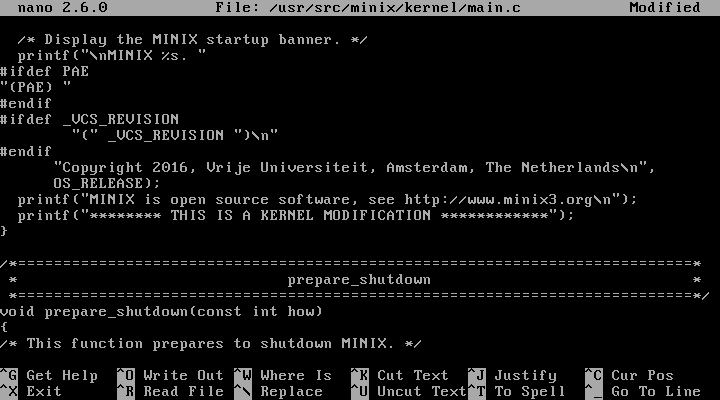 nano 2.6.0 File: /usr/src/minix/kernel/main.c Modified
/* Display the MINIX startup banner. */
printf("\nMINIX %s. "
#ifdef PAE
"(PAE) "
#endif
#ifdef _VCS_REVISION
"(" _VCS_REVISION ")\n"
#endif
"Copyright 2016, Vrije Universiteit, Amsterdam, The Netherlands\n",
OS_RELEASE);
printf("MINIX is open source software, see http://www.minix3.org\n");
printf("******** THIS IS A KERNEL MODIFICATION ************");
}
/*===========================================================================*
* prepare_shutdown *
*===========================================================================*/
void prepare_shutdown(const int how)
{
/* This function prepares to shutdown MINIX. */
^G Get Help ^O Write Out ^W Where Is ^K Cut Text ^J Justify ^C Cur Pos
^X Exit ^R Read File ^\ Replace ^U Uncut Text ^T To Spell ^_ Go To Line